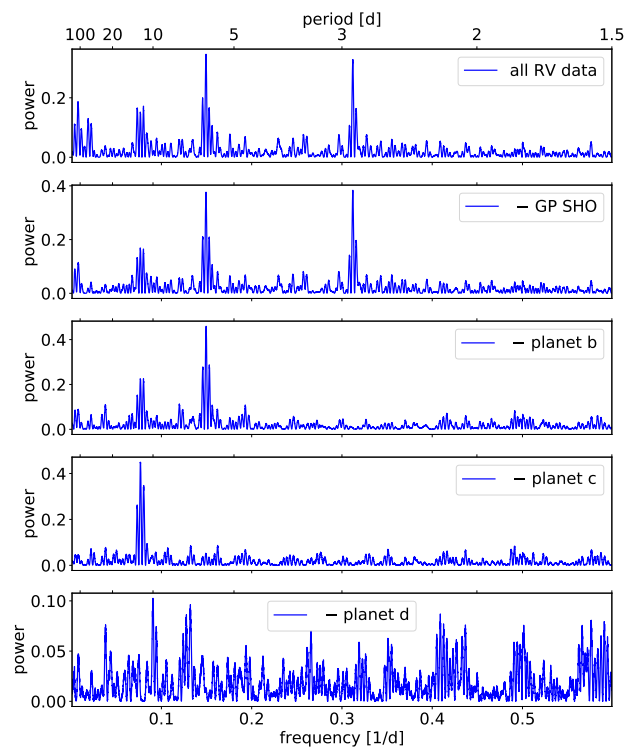 period [d]
100 20 10 5 3 2 1.5
all RV data
power
0.2
0.0
− GP SHO
power
0.4
0.2
0.0
− planet b
power
0.4
0.2
0.0
− planet c
power
0.4
0.2
0.0
− planet d
power
0.10
0.05
0.00
0.1 0.2 0.3 0.4 0.5
frequency [1/d]